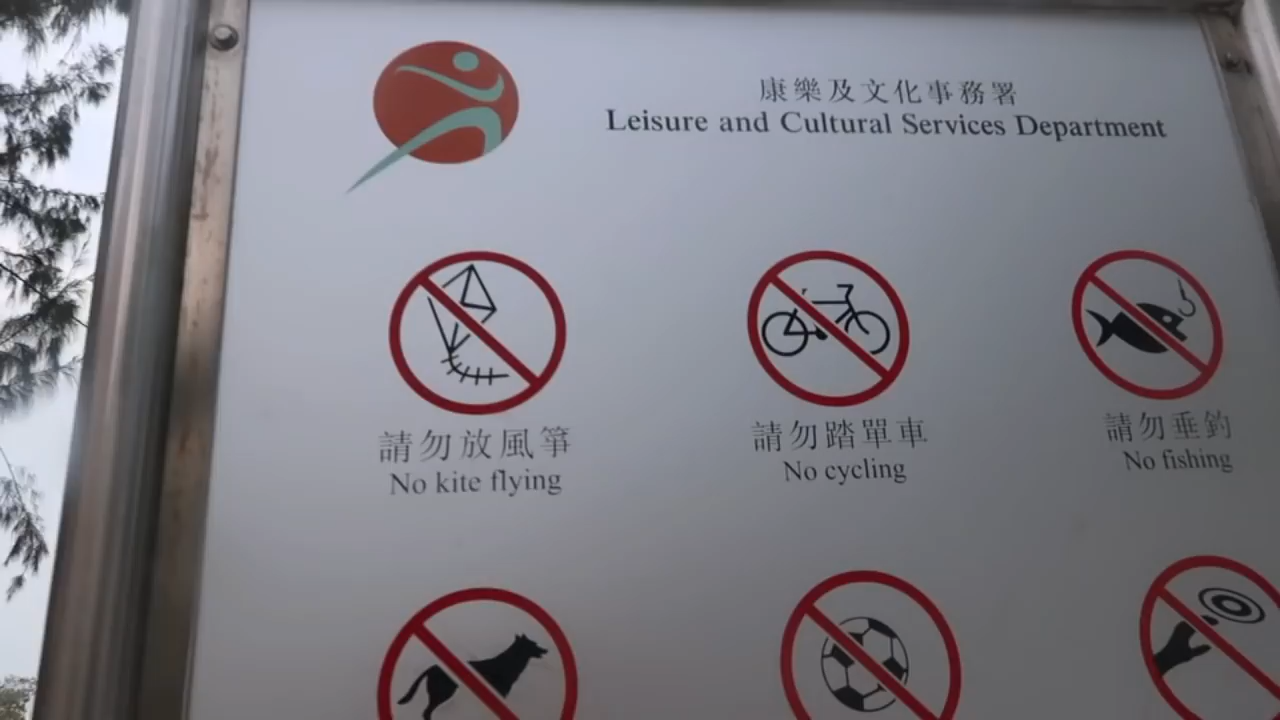 康樂及文化事務署
Leisure and Cultural Services Department
請勿放風箏
No kite flying
請勿踏單車
No cycling
請勿垂釣
No fishing